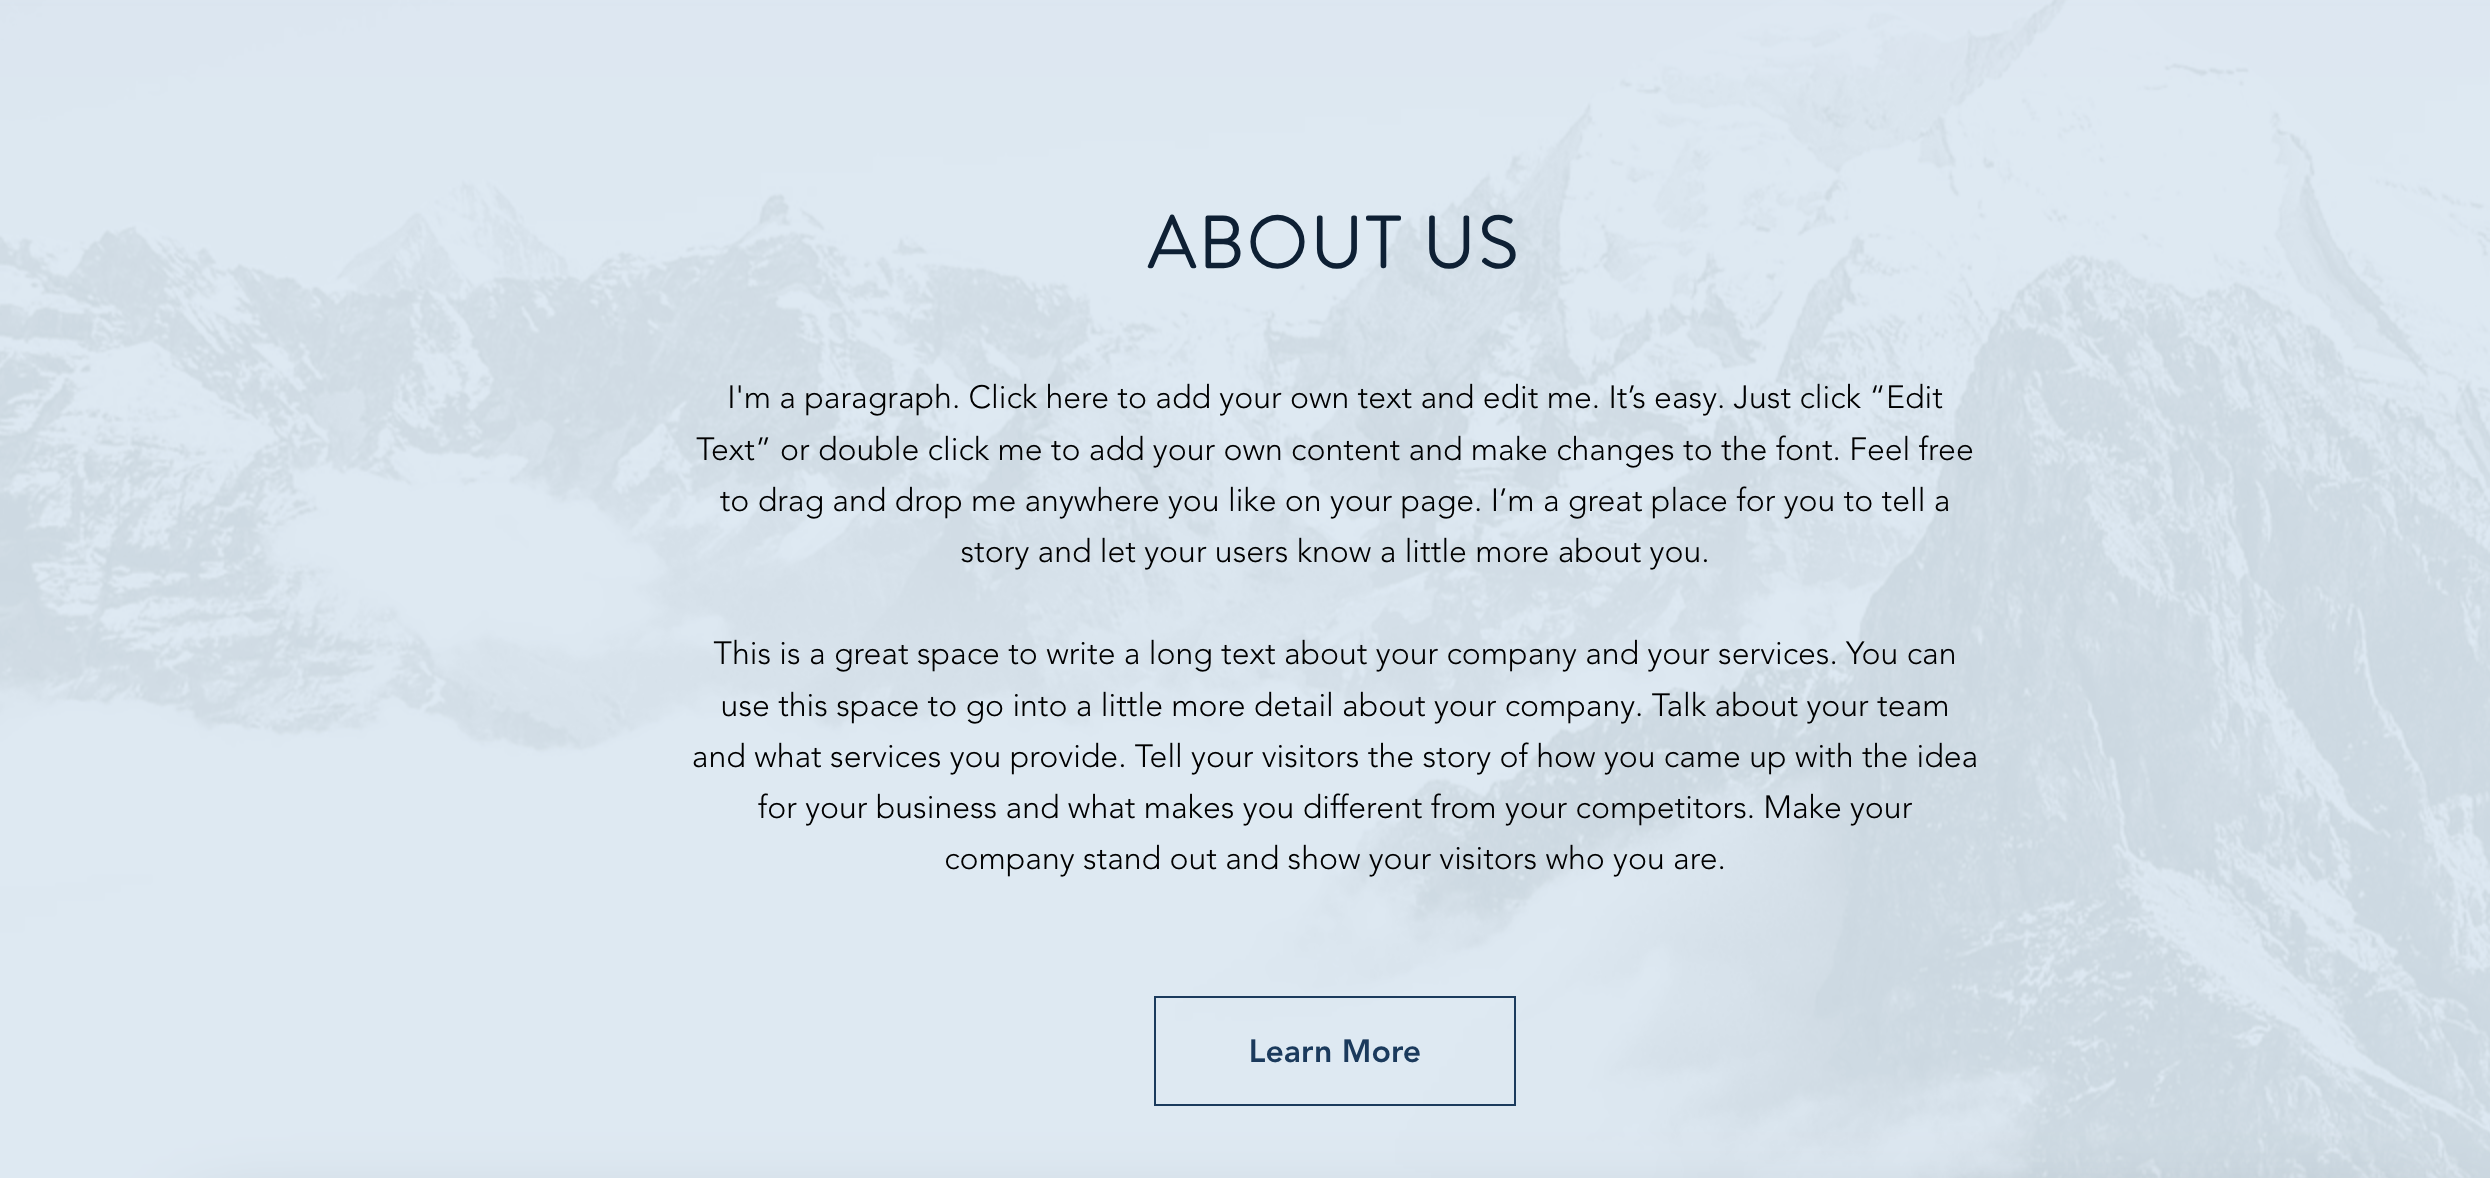 ABOUT US
I'm a paragraph. Click here to add your own text and edit me. It’s easy. Just click “Edit
Text” or double click me to add your own content and make changes to the font. Feel free
to drag and drop me anywhere you like on your page. I’m a great place for you to tell a
story and let your users know a little more about you.
This is a great space to write a long text about your company and your services. You can
use this space to go into a little more detail about your company. Talk about your team
and what services you provide. Tell your visitors the story of how you came up with the idea
for your business and what makes you different from your competitors. Make your
company stand out and show your visitors who you are.
Learn More